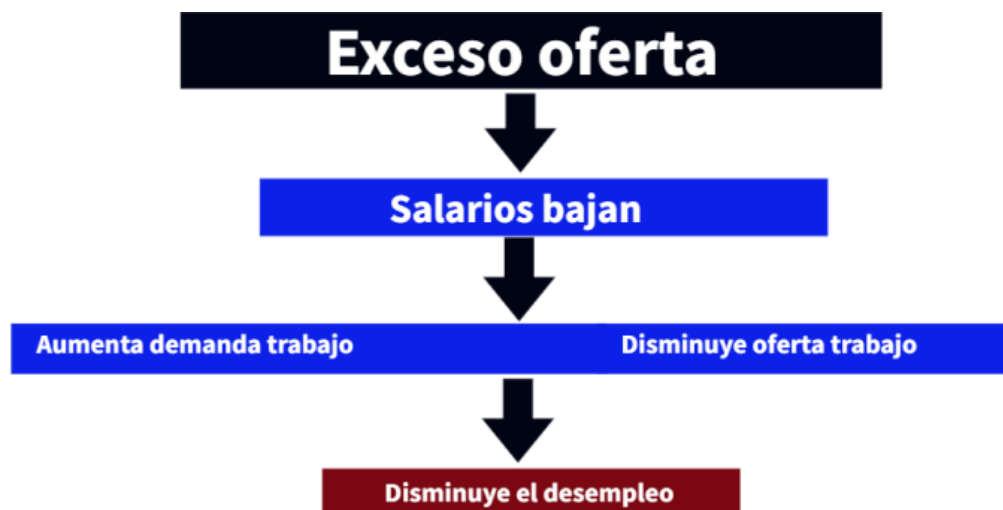 Exceso oferta
Salarios bajan
Aumenta demanda trabajo
Disminuye oferta trabajo
Disminuye el desempleo